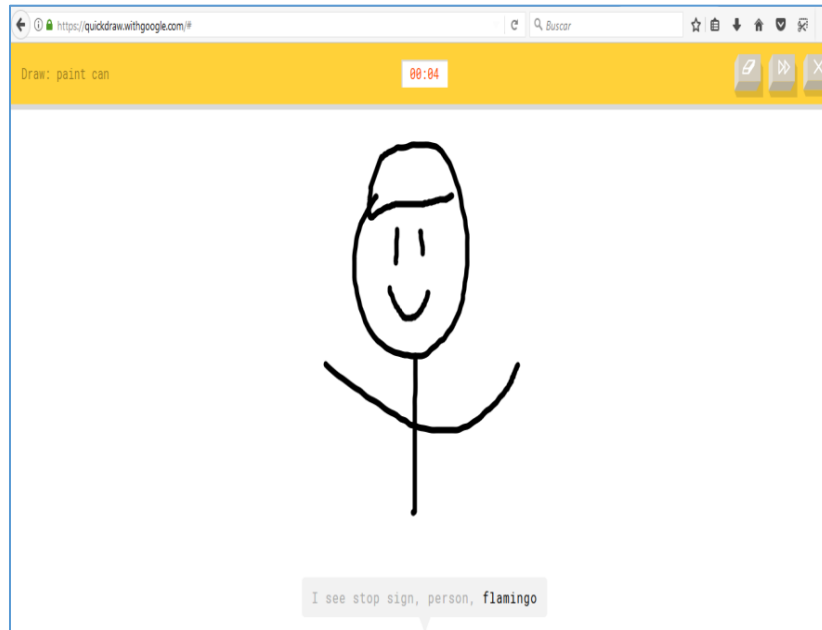 https://quickdraw.withgoogle.com/#
Buscar
Draw: paint can
00:04
I see stop sign, person, flamingo